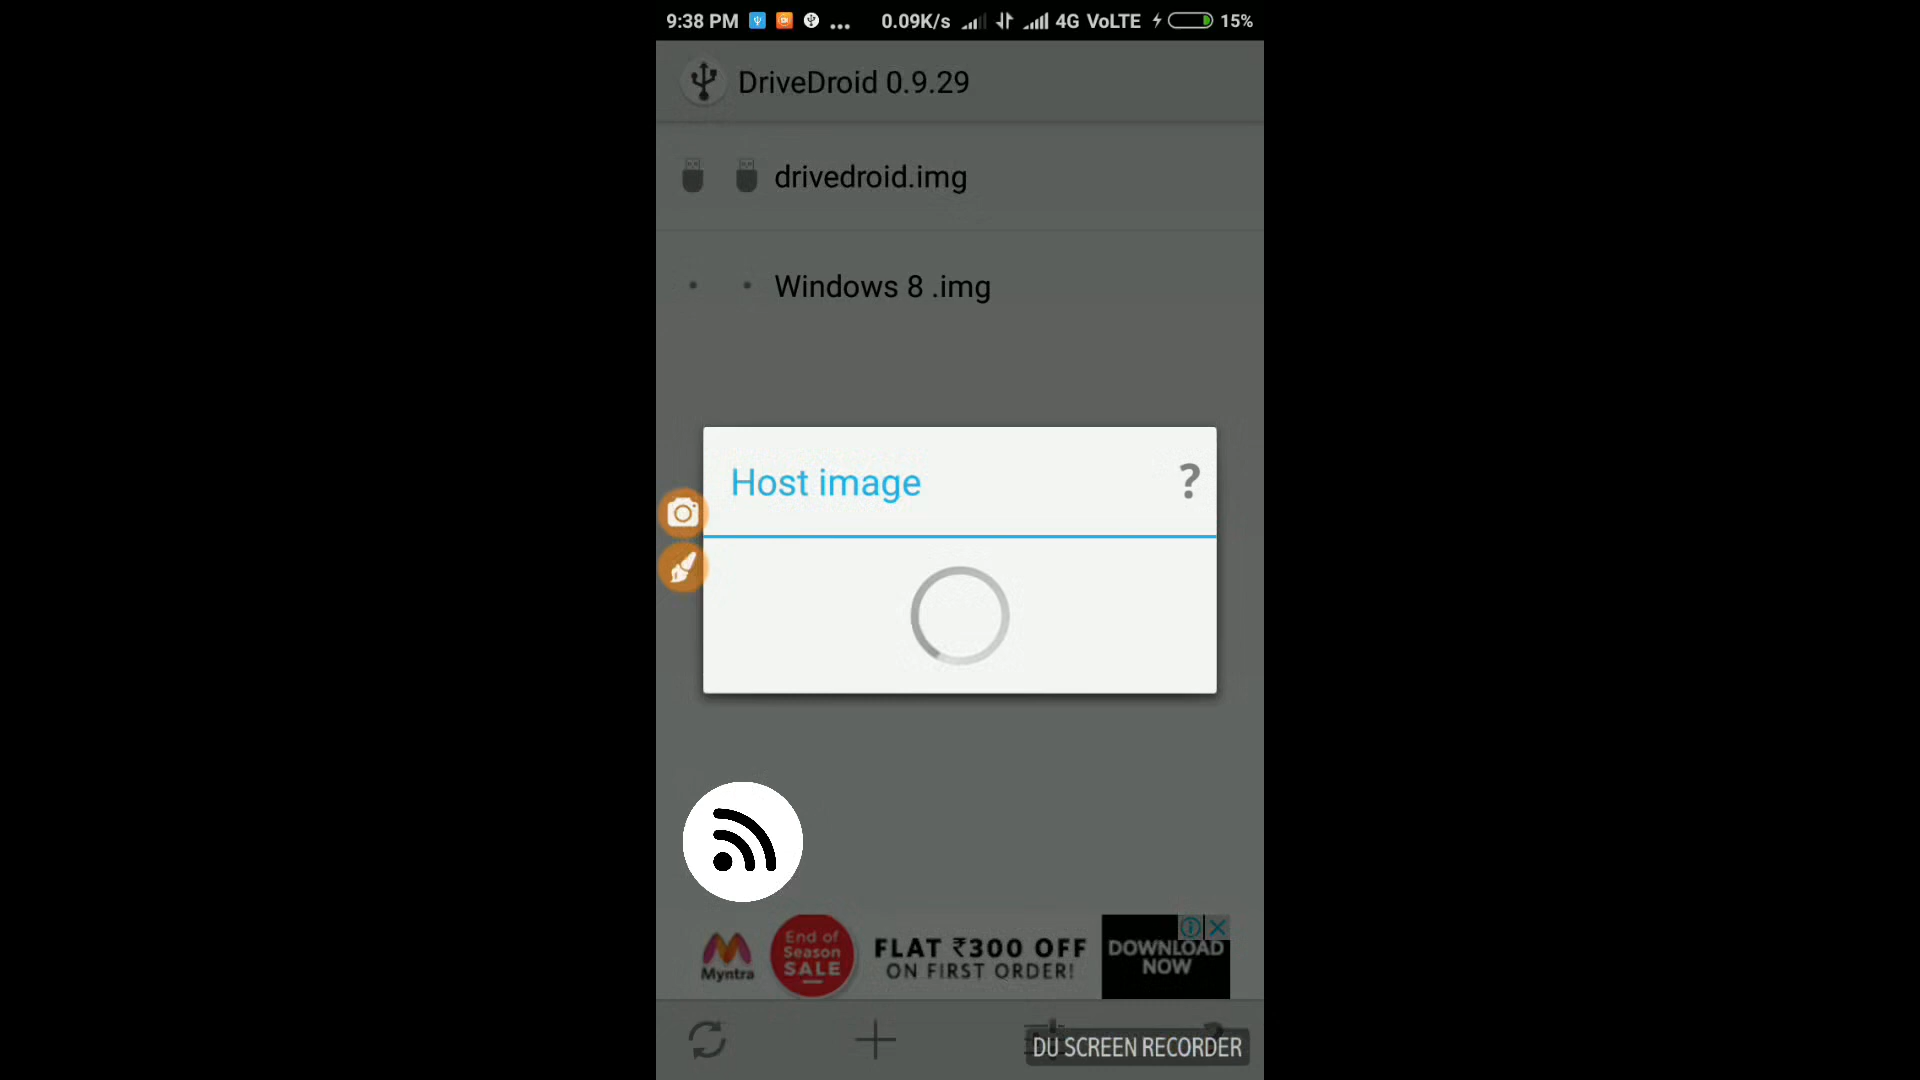 9:38 PM ... 0.09K/s 4G VoLTE 15%
DriveDroid 0.9.29
drivedroid.img
Windows 8 .img
Host image ?
End of
Season
SALE
Myntra
FLAT ₹300 OFF
ON FIRST ORDER!
DOWNLOAD
NOW
DU SCREEN RECORDER